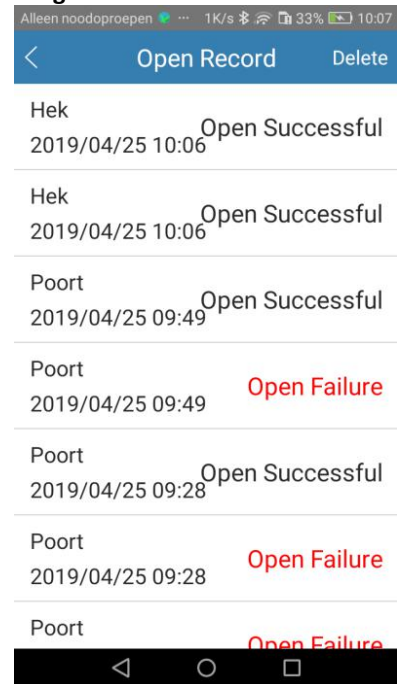 Alleen noodoproepen ... 1K/s 33% 10:07
Open Record Delete
Hek
2019/04/25 10:06 Open Successful
Hek
2019/04/25 10:06 Open Successful
Poort
2019/04/25 09:49 Open Successful
Poort
2019/04/25 09:49 Open Failure
Poort
2019/04/25 09:28 Open Successful
Poort
2019/04/25 09:28 Open Failure
Poort
Open Failure